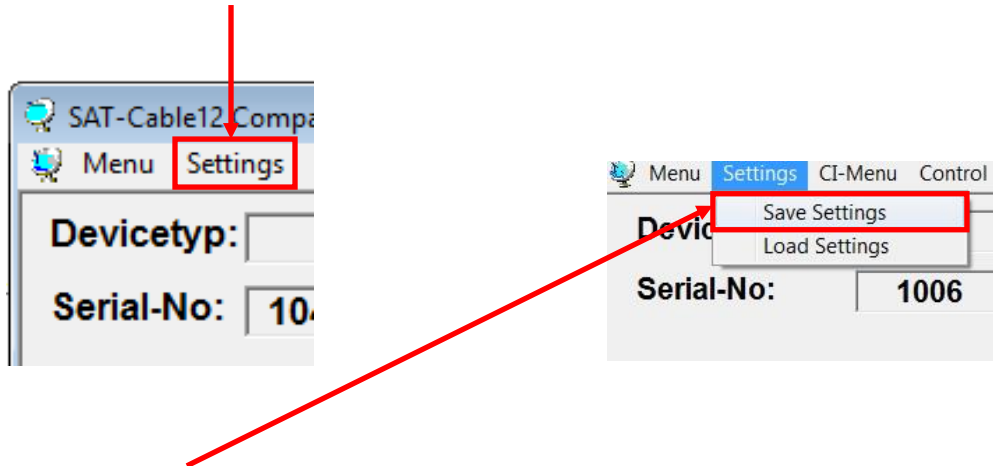 SAT-Cable12 Compa
Menu Settings
Devicetyp:
Serial-No: 10
Menu Settings CI-Menu Control
Save Settings
Load Settings
Serial-No: 1006